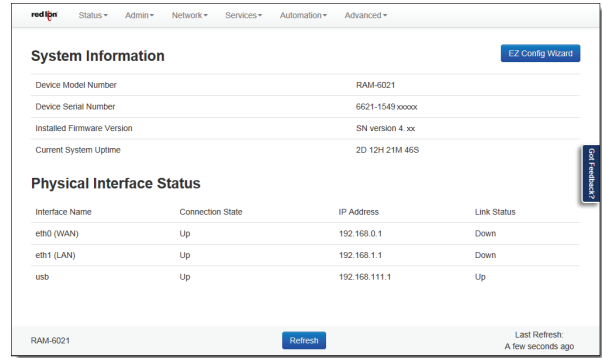 red lion Status Admin Network Services Automation Advanced
System Information EZ Config Wizard
Device Model Number RAM-6021
Device Serial Number 6621-1549 xxxxx
Installed Firmware Version SN version 4. xx
Current System Uptime 2D 12H 21M 46S
Got Feedback?
Physical Interface Status
Interface Name Connection State IP Address Link Status
eth0 (WAN) Up 192.168.0.1 Down
eth1 (LAN) Up 192.168.1.1 Down
usb Up 192.168.111.1 Up
RAM-6021 Refresh Last Refresh:
A few seconds ago